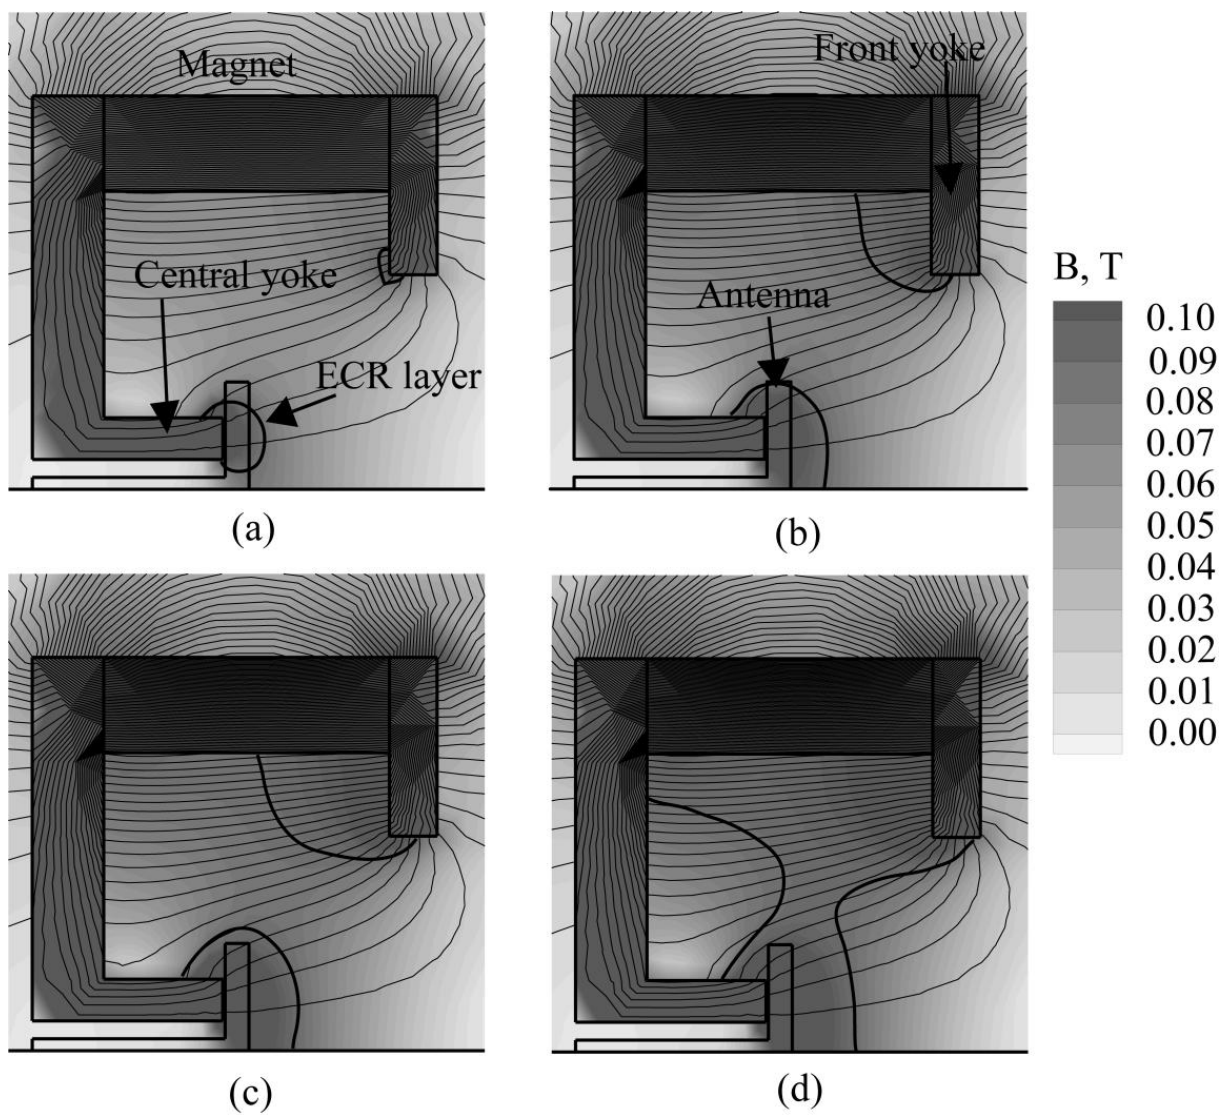 Magnet
Central yoke
ECR layer
(a)
Front yoke
Antenna
(b)
B, T
0.10
0.09
0.08
0.07
0.06
0.05
0.04
0.03
0.02
0.01
0.00
(c)
(d)